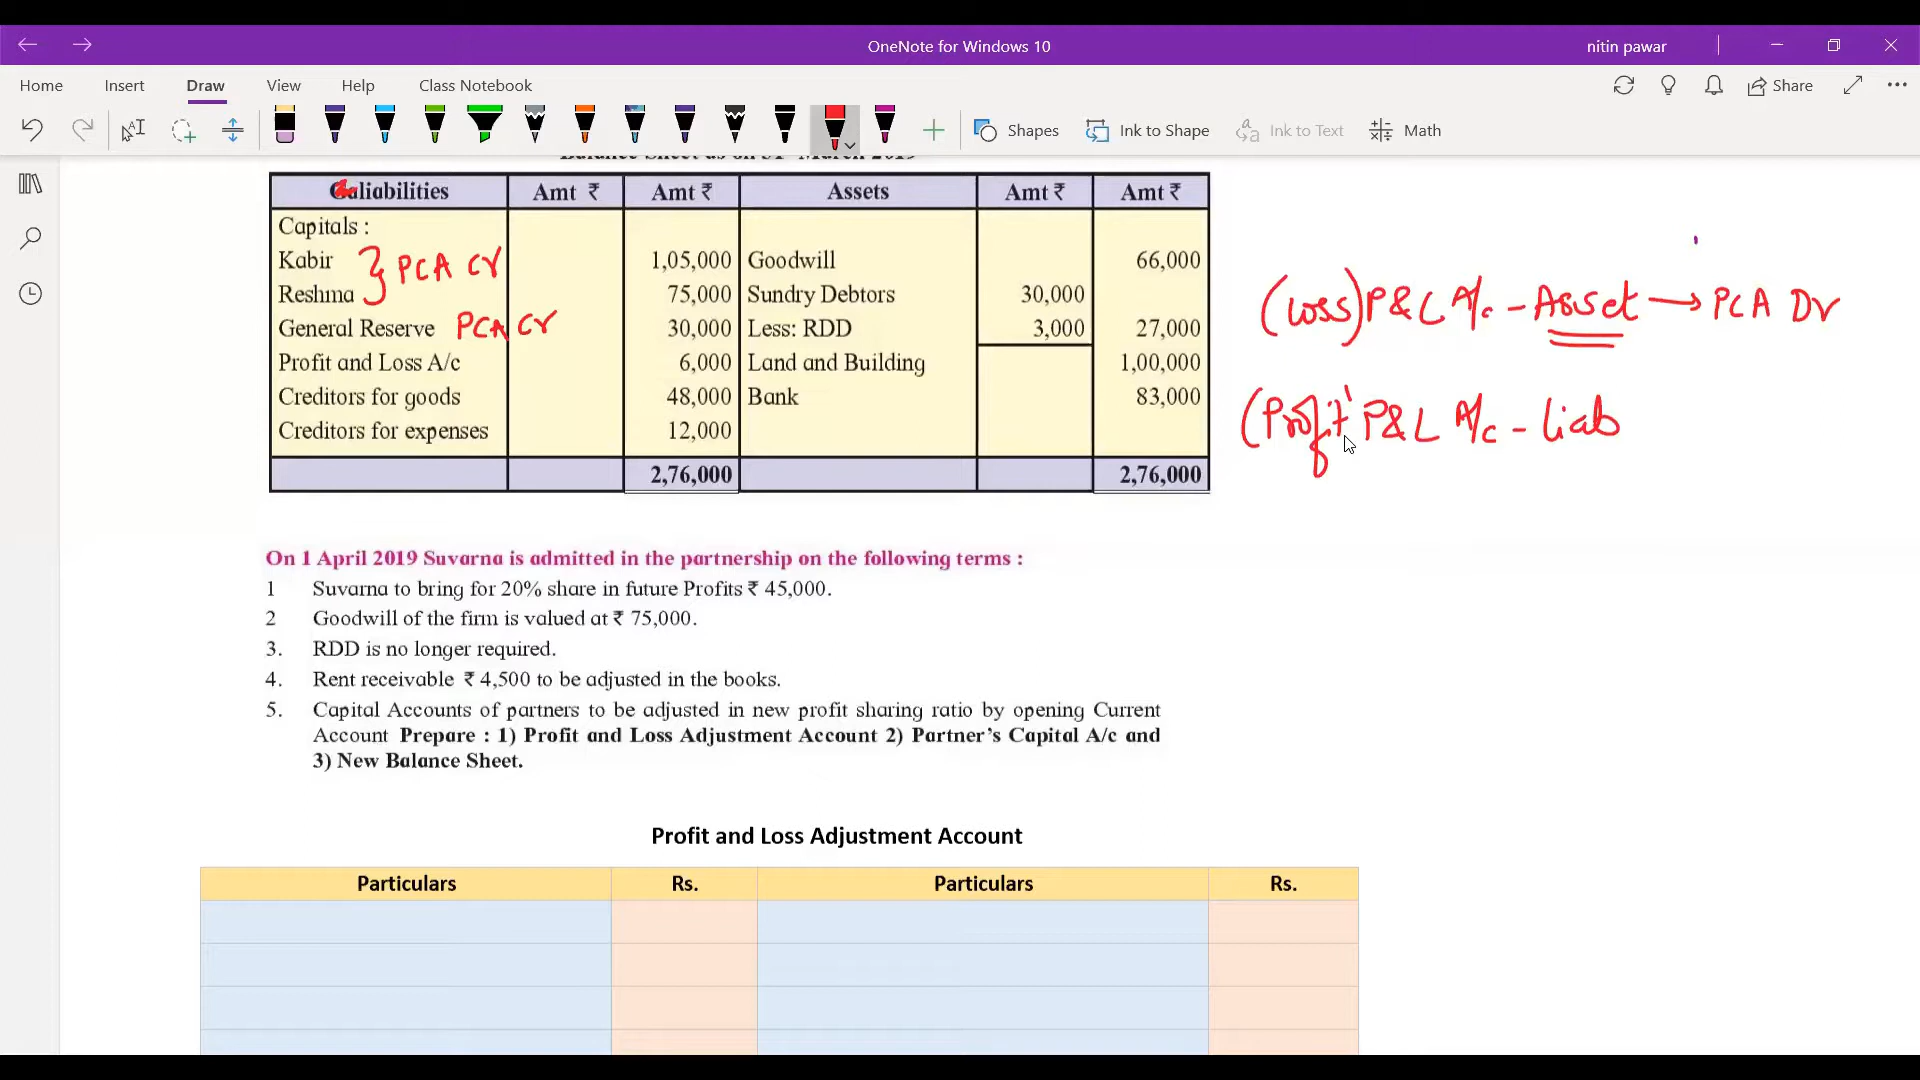 OneNote for Windows 10
nitin pawar
Home Insert Draw View Help Class Notebook
Share
Shapes Ink to Shape Ink to Text Math
Balance Sheet as on 31 March 2019
liabilities Amt ₹ Amt ₹ Assets Amt ₹ Amt ₹
Capitals :
Kabir 1,05,000 Goodwill 66,000
PCA Cr
Reshma 75,000 Sundry Debtors 30,000
General Reserve PCA Cr 30,000 Less: RDD 3,000 27,000
Profit and Loss A/c 6,000 Land and Building 1,00,000
Creditors for goods 48,000 Bank 83,000
Creditors for expenses 12,000
2,76,000 2,76,000
(Loss) P&L A/c - Asset → PCA Dr
(Profit P&L A/c - liab
On 1 April 2019 Suvarna is admitted in the partnership on the following terms :
1 Suvarna to bring for 20% share in future Profits ₹ 45,000.
2 Goodwill of the firm is valued at ₹ 75,000.
3. RDD is no longer required.
4. Rent receivable ₹ 4,500 to be adjusted in the books.
5. Capital Accounts of partners to be adjusted in new profit sharing ratio by opening Current
Account Prepare : 1) Profit and Loss Adjustment Account 2) Partner's Capital A/c and
3) New Balance Sheet.
Profit and Loss Adjustment Account
Particulars Rs. Particulars Rs.